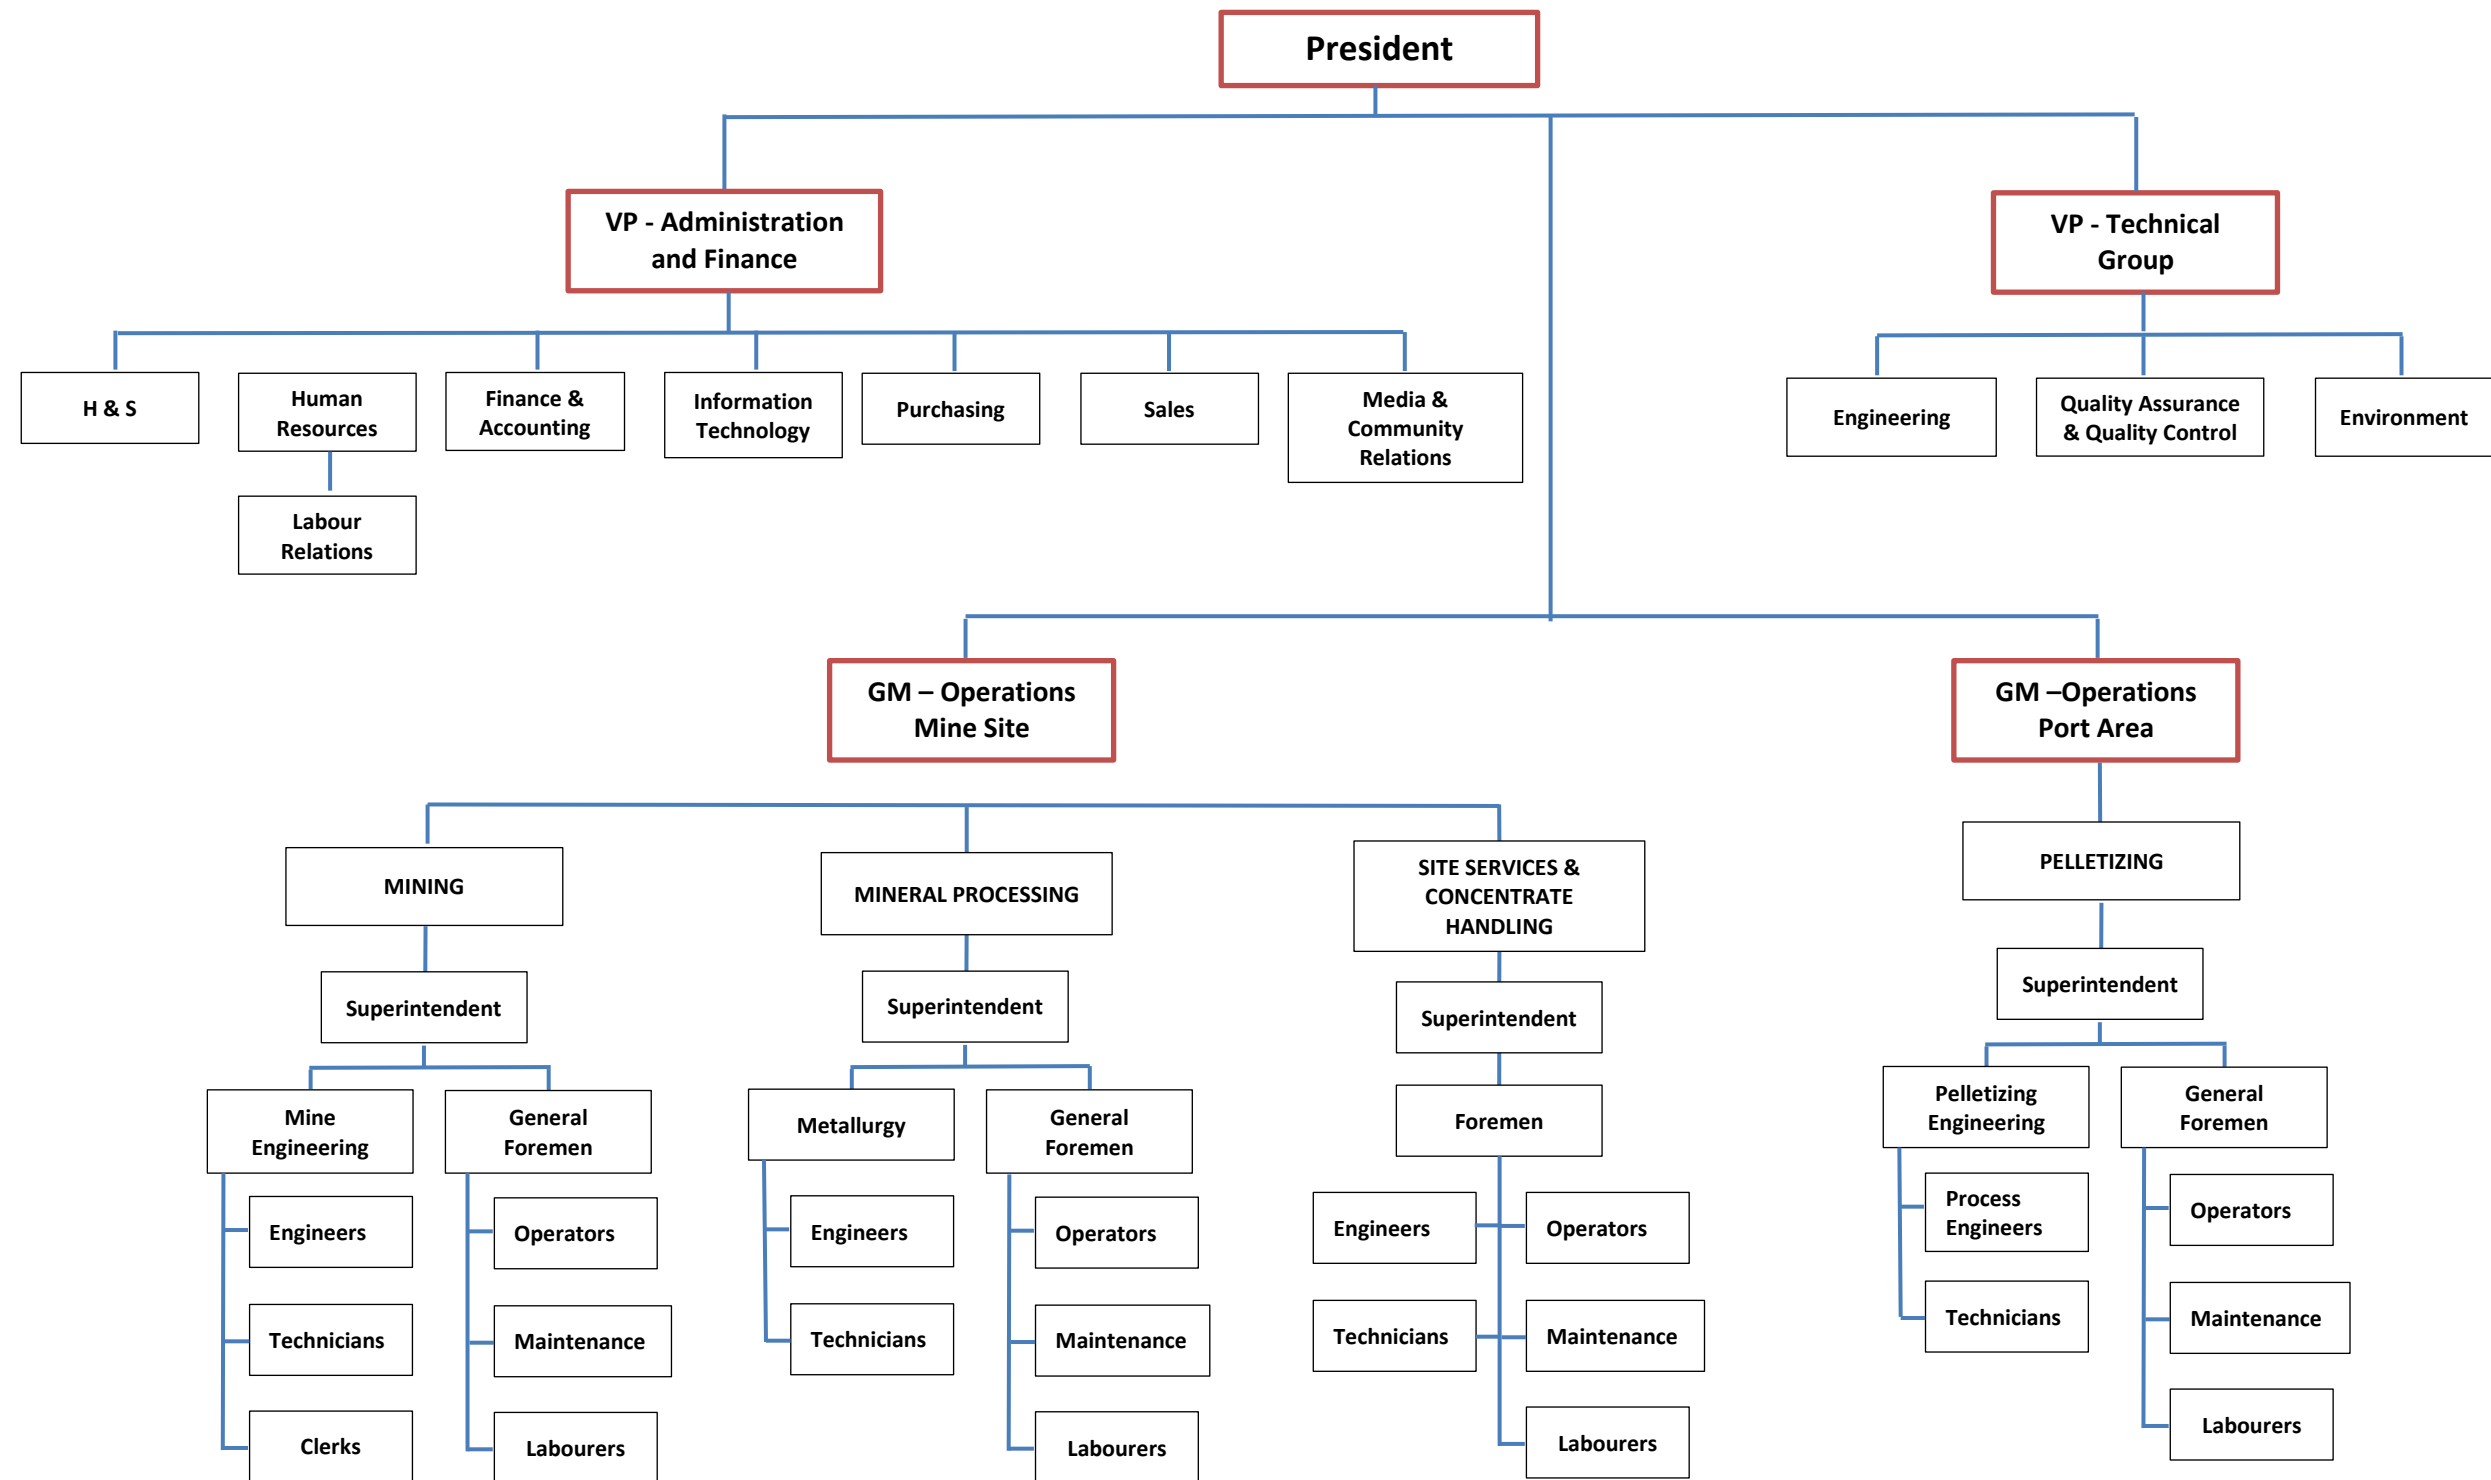 President
VP - Administration
and Finance
VP - Technical
Group
H & S
Human
Resources
Finance &
Accounting
Information
Technology
Purchasing
Sales
Media &
Community
Relations
Engineering
Quality Assurance
& Quality Control
Environment
Labour
Relations
GM – Operations
Mine Site
GM –Operations
Port Area
MINING
MINERAL PROCESSING
SITE SERVICES &
CONCENTRATE
HANDLING
PELLETIZING
Superintendent
Superintendent
Superintendent
Superintendent
Mine
Engineering
General
Foremen
Metallurgy
General
Foremen
Foremen
Pelletizing
Engineering
General
Foremen
Engineers
Operators
Engineers
Operators
Engineers
Operators
Process
Engineers
Operators
Technicians
Maintenance
Technicians
Maintenance
Technicians
Maintenance
Technicians
Maintenance
Clerks
Labourers
Labourers
Labourers
Labourers